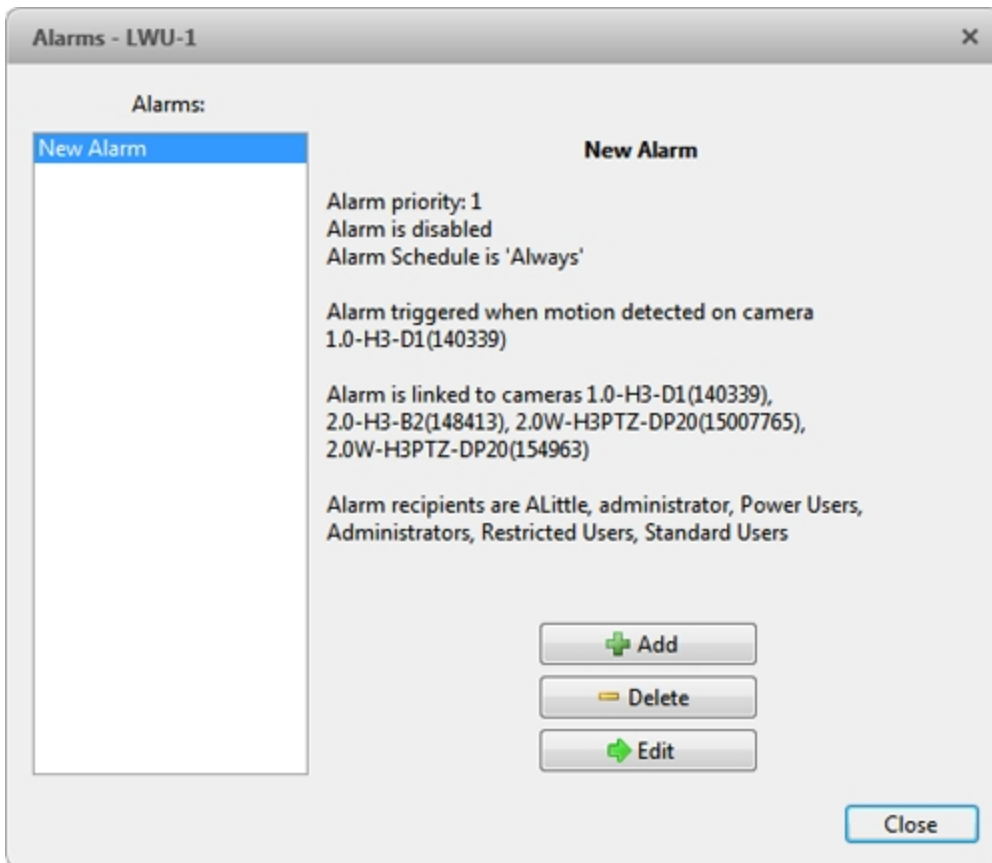 Alarms - LWU-1
Alarms:
New Alarm
New Alarm
Alarm priority: 1
Alarm is disabled
Alarm Schedule is 'Always'
Alarm triggered when motion detected on camera
1.0-H3-D1(140339)
Alarm is linked to cameras 1.0-H3-D1(140339),
2.0-H3-B2(148413), 2.0W-H3PTZ-DP20(15007765),
2.0W-H3PTZ-DP20(154963)
Alarm recipients are ALittle, administrator, Power Users,
Administrators, Restricted Users, Standard Users
Add
Delete
Edit
Close